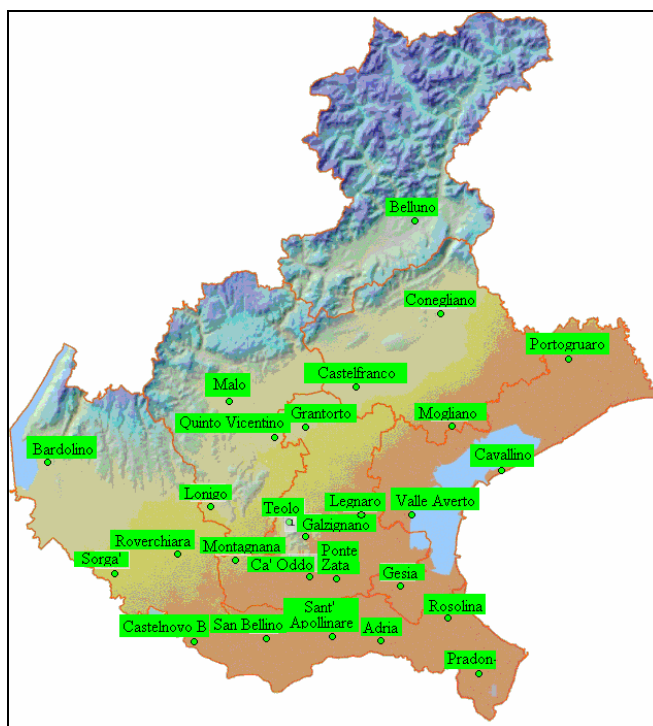 Belluno
Conegliano
Portogruaro
Castelfranco
Malo
Grantorto
Mogliano
Quinto Vicentino
Cavallino
Bardolino
Lonigo
Teolo
Legnaro
Valle Averto
Galzignano
Roverchiara
Montagnana
Sorga'
Ca' Oddo
Ponte
Zata
Gesia
Rosolina
Castelnovo B
San Bellino
Sant'
Apollinare
Adria
Pradon-